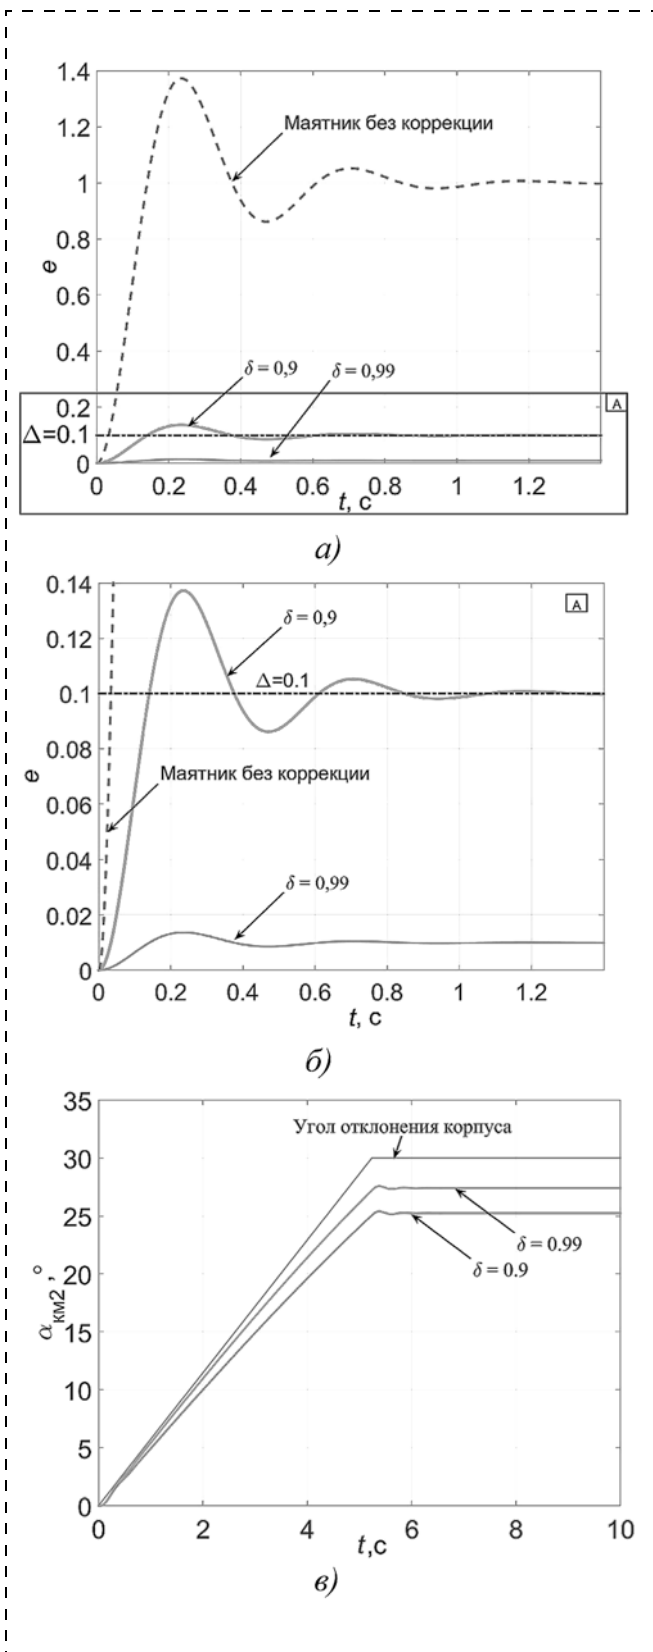 1.4
1.2
1
0.8
0.6
0.4
0.2
0
e
Маятник без коррекции
δ = 0,9
δ = 0,99
Δ=0.1
A
0 0.2 0.4 0.6 0.8 1 1.2
t, с
а)
0.14
0.12
0.1
0.08
0.06
0.04
0.02
0
e
A
δ = 0,9
Δ=0.1
Маятник без коррекции
δ = 0,99
0 0.2 0.4 0.6 0.8 1 1.2
t, с
б)
35
30
25
20
15
10
5
0
αкм2,°
Угол отклонения корпуса
δ = 0.99
δ = 0.9
0 2 4 6 8 10
t,с
в)